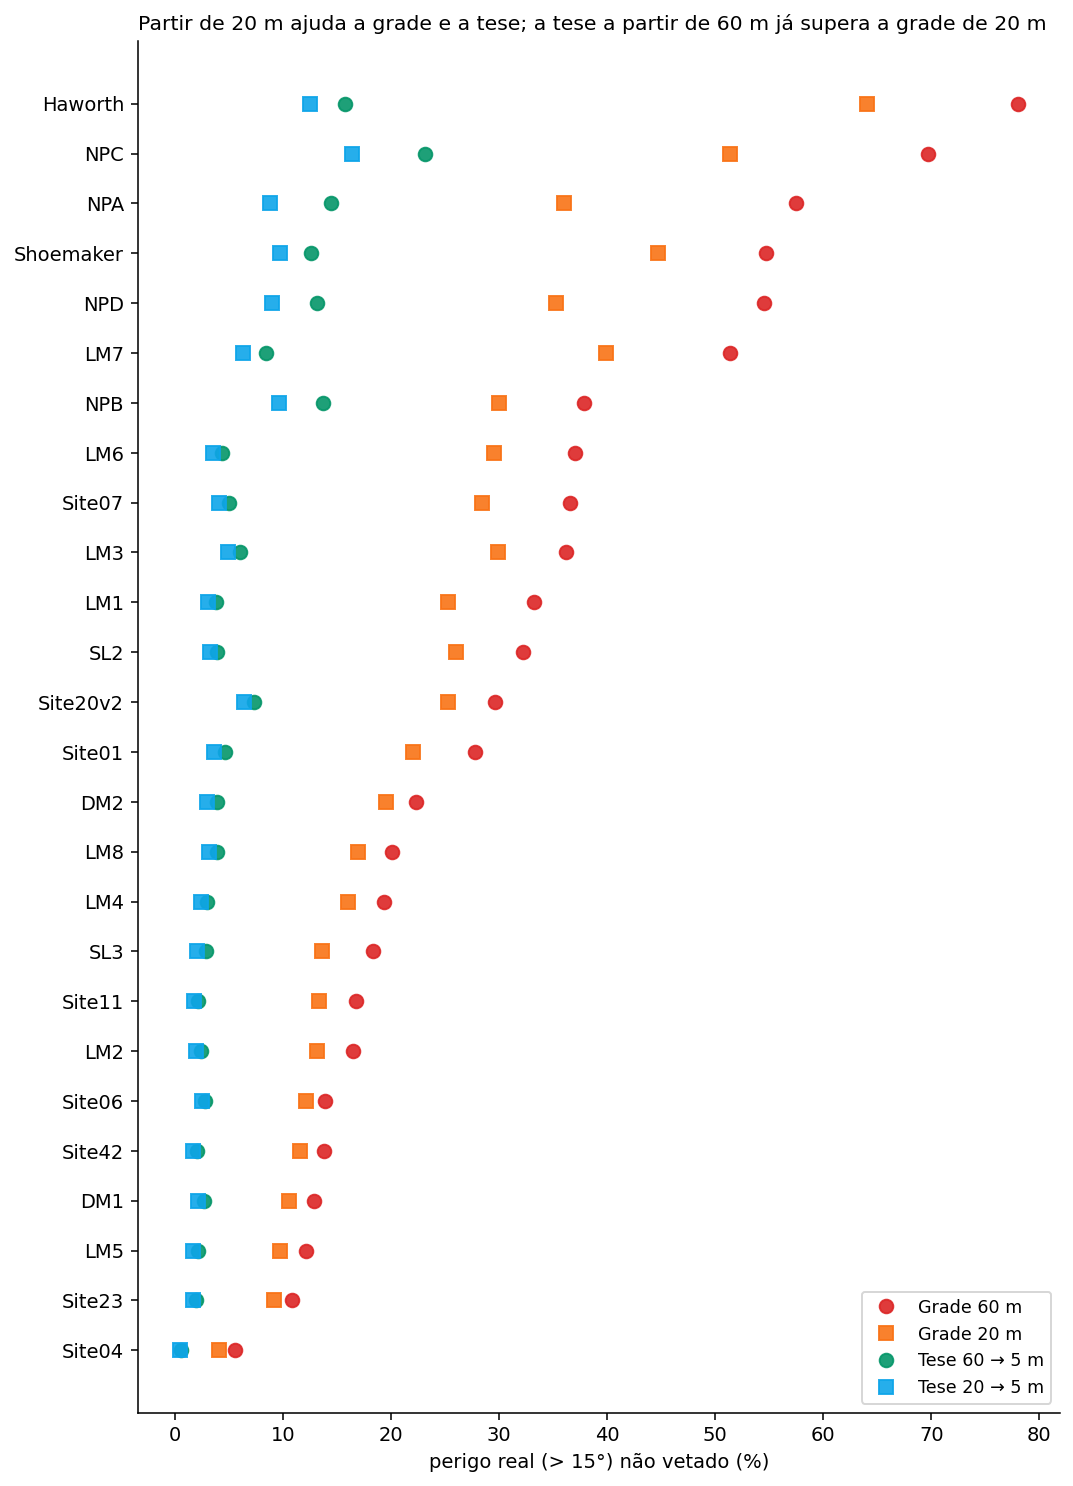 Partir de 20 m ajuda a grade e a tese; a tese a partir de 60 m já supera a grade de 20 m
Haworth
NPC
NPA
Shoemaker
NPD
LM7
NPB
LM6
Site07
LM3
LM1
SL2
Site20v2
Site01
DM2
LM8
LM4
SL3
Site11
LM2
Site06
Site42
DM1
LM5
Site23
Site04
Grade 60 m
Grade 20 m
Tese 60 → 5 m
Tese 20 → 5 m
0 10 20 30 40 50 60 70 80
perigo real (> 15°) não vetado (%)